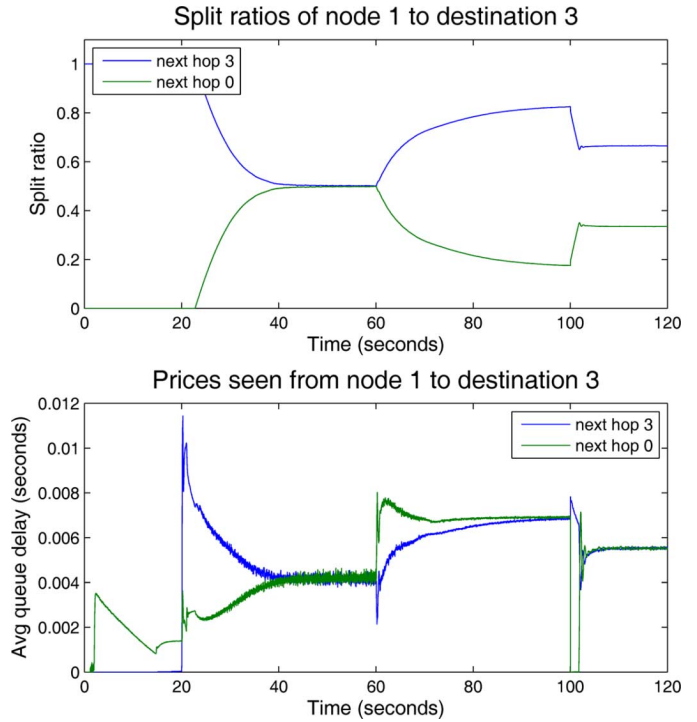 Split ratios of node 1 to destination 3
next hop 3
next hop 0
Split ratio
1
0.8
0.6
0.4
0.2
0
0 20 40 60 80 100 120
Time (seconds)
Prices seen from node 1 to destination 3
next hop 3
next hop 0
Avg queue delay (seconds)
0.012
0.01
0.008
0.006
0.004
0.002
0
0 20 40 60 80 100 120
Time (seconds)